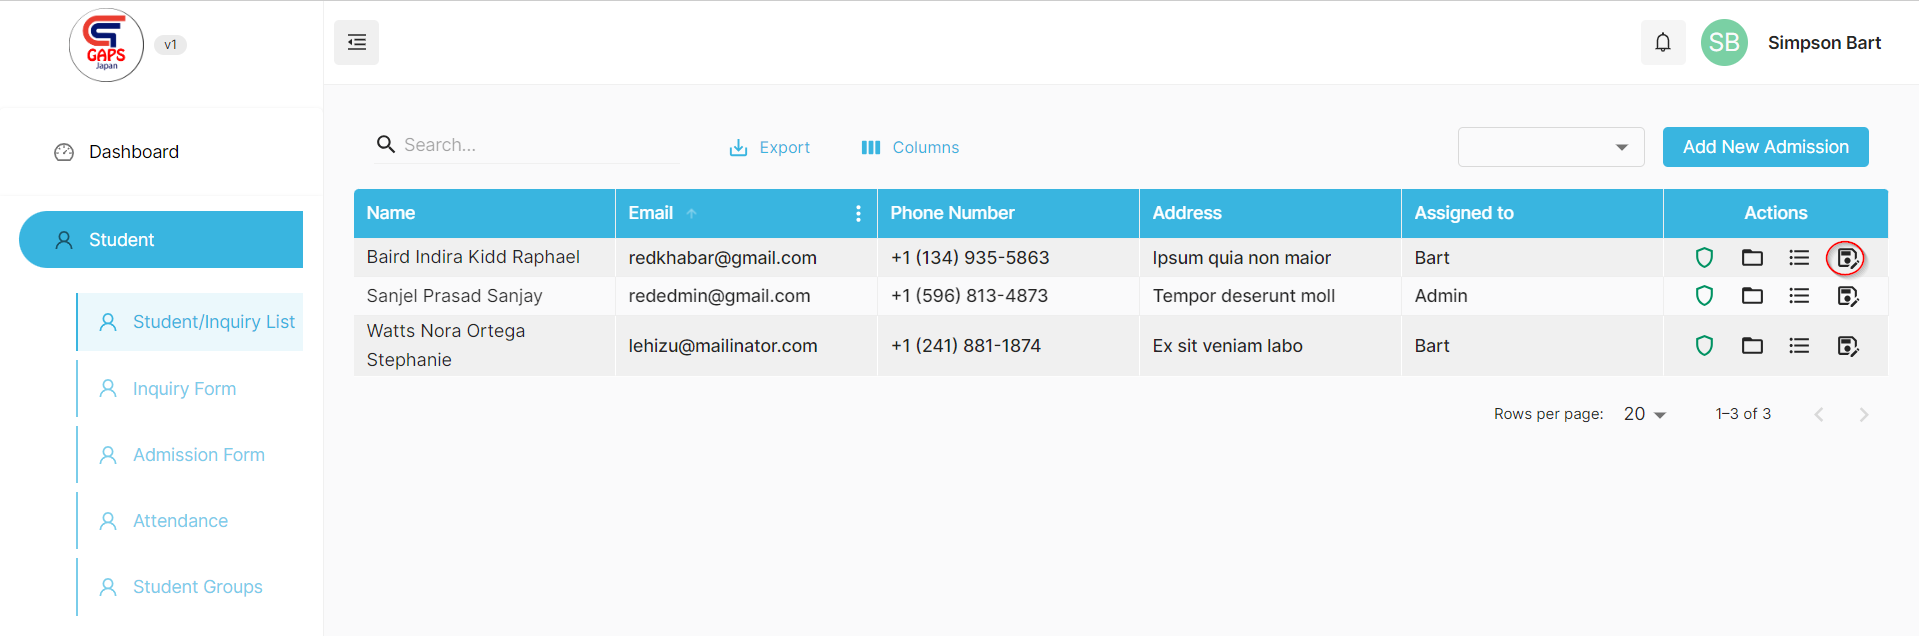 GAPS
Japan
v1
SB
Simpson Bart
Dashboard
Search...
Export
Columns
Add New Admission
Student
Student/Inquiry List
Inquiry Form
Admission Form
Attendance
Student Groups
Name Email Phone Number Address Assigned to Actions
Baird Indira Kidd Raphael redkhabar@gmail.com +1 (134) 935-5863 Ipsum quia non maior Bart
Sanjel Prasad Sanjay rededmin@gmail.com +1 (596) 813-4873 Tempor deserunt moll Admin
Watts Nora Ortega
Stephanie lehizu@mailinator.com +1 (241) 881-1874 Ex sit veniam labo Bart
Rows per page: 20 1–3 of 3